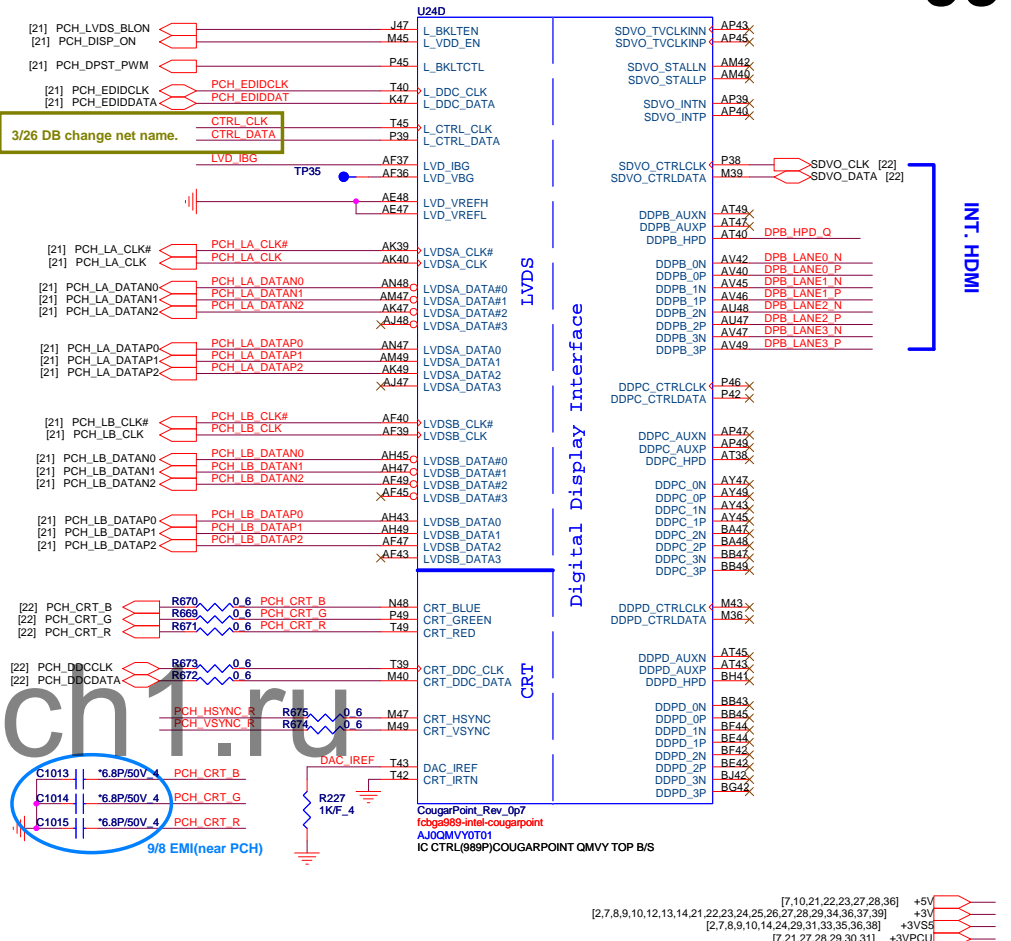 U24D
[21] PCH_LVDS_BLON J47 L_BKLTEN SDVO_TVCLKINN AP43
[21] PCH_DISP_ON M45 L_VDD_EN SDVO_TVCLKINP AP45
[21] PCH_DPST_PWM P45 L_BKLTCTL SDVO_STALLN AM42
SDVO_STALLP AM40
[21] PCH_EDIDCLK PCH_EDIDCLK T40 L_DDC_CLK
[21] PCH_EDIDDATA PCH_EDIDDAT K47 L_DDC_DATA SDVO_INTN AP39
SDVO_INTP AP40
3/26 DB change net name.
CTRL_CLK T45 L_CTRL_CLK
CTRL_DATA P39 L_CTRL_DATA
LVD_IBG AF37 LVD_IBG SDVO_CTRLCLK P38 SDVO_CLK [22]
TP35 AF36 LVD_VBG SDVO_CTRLDATA M39 SDVO_DATA [22]
AE48 LVD_VREFH
AE47 LVD_VREFL DDPB_AUXN AT49
DDPB_AUXP AT47
DDPB_HPD AT40 DPB_HPD_Q
INT. HDMI
[21] PCH_LA_CLK# PCH_LA_CLK# AK39 LVDSA_CLK#
[21] PCH_LA_CLK PCH_LA_CLK AK40 LVDSA_CLK DDPB_0N AV42 DPB_LANE0_N
LVDS
DDPB_0P AV40 DPB_LANE0_P
[21] PCH_LA_DATAN0 PCH_LA_DATAN0 AN48 LVDSA_DATA#0 DDPB_1N AV45 DPB_LANE1_N
[21] PCH_LA_DATAN1 PCH_LA_DATAN1 AM47 LVDSA_DATA#1 DDPB_1P AV46 DPB_LANE1_P
[21] PCH_LA_DATAN2 PCH_LA_DATAN2 AK47 LVDSA_DATA#2 DDPB_2N AU48 DPB_LANE2_N
AJ48 LVDSA_DATA#3 DDPB_2P AU47 DPB_LANE2_P
DDPB_3N AV47 DPB_LANE3_N
[21] PCH_LA_DATAP0 PCH_LA_DATAP0 AN47 LVDSA_DATA0 DDPB_3P AV49 DPB_LANE3_P
[21] PCH_LA_DATAP1 PCH_LA_DATAP1 AM49 LVDSA_DATA1
[21] PCH_LA_DATAP2 PCH_LA_DATAP2 AK49 LVDSA_DATA2
AJ47 LVDSA_DATA3 DDPC_CTRLCLK P46
DDPC_CTRLDATA P42
Digital Display Interface
[21] PCH_LB_CLK# PCH_LB_CLK# AF40 LVDSB_CLK#
[21] PCH_LB_CLK PCH_LB_CLK AF39 LVDSB_CLK DDPC_AUXN AP47
DDPC_AUXP AP49
[21] PCH_LB_DATAN0 PCH_LB_DATAN0 AH45 LVDSB_DATA#0 DDPC_HPD AT38
[21] PCH_LB_DATAN1 PCH_LB_DATAN1 AH47 LVDSB_DATA#1
[21] PCH_LB_DATAN2 PCH_LB_DATAN2 AF49 LVDSB_DATA#2 DDPC_0N AY47
AF45 LVDSB_DATA#3 DDPC_0P AY49
DDPC_1N AY43
[21] PCH_LB_DATAP0 PCH_LB_DATAP0 AH43 LVDSB_DATA0 DDPC_1P AY45
[21] PCH_LB_DATAP1 PCH_LB_DATAP1 AH49 LVDSB_DATA1 DDPC_2N BA47
[21] PCH_LB_DATAP2 PCH_LB_DATAP2 AF47 LVDSB_DATA2 DDPC_2P BA48
AF43 LVDSB_DATA3 DDPC_3N BB47
DDPC_3P BB49
[22] PCH_CRT_B R670 0_6 PCH_CRT_B N48 CRT_BLUE DDPD_CTRLCLK M43
[22] PCH_CRT_G R669 0_6 PCH_CRT_G P49 CRT_GREEN DDPD_CTRLDATA M36
[22] PCH_CRT_R R671 0_6 PCH_CRT_R T49 CRT_RED
DDPD_AUXN AT45
[22] PCH_DDCCLK R673 0_6 T39 CRT_DDC_CLK DDPD_AUXP AT43
[22] PCH_DDCDATA R672 0_6 M40 CRT_DDC_DATA DDPD_HPD BH41
CRT
ch1.ru
DDPD_0N BB43
PCH_HSYNC_R R675 0_6 M47 CRT_HSYNC DDPD_0P BB45
PCH_VSYNC_R R674 0_6 M49 CRT_VSYNC DDPD_1N BF44
DDPD_1P BE44
DDPD_2N BF42
DAC_IREF T43 DAC_IREF DDPD_2P BE42
T42 CRT_IRTN DDPD_3N BJ42
DDPD_3P BG42
C1013 *6.8P/50V_4 PCH_CRT_B
C1014 *6.8P/50V_4 PCH_CRT_G
C1015 *6.8P/50V_4 PCH_CRT_R
9/8 EMI(near PCH)
R227
1K/F_4
CougarPoint_Rev_0p7
fcbga989-intel-cougarpoint
AJ0QMVY0T01
IC CTRL(989P)COUGARPOINT QMVY TOP B/S
[7,10,21,22,23,27,28,36] +5V
[2,7,8,9,10,12,13,14,21,22,23,24,25,26,27,28,29,34,36,37,39] +3V
[2,7,8,9,10,14,24,29,31,33,35,36,38] +3VS5
[7,21,27,28,29,30,31] +3VPCU